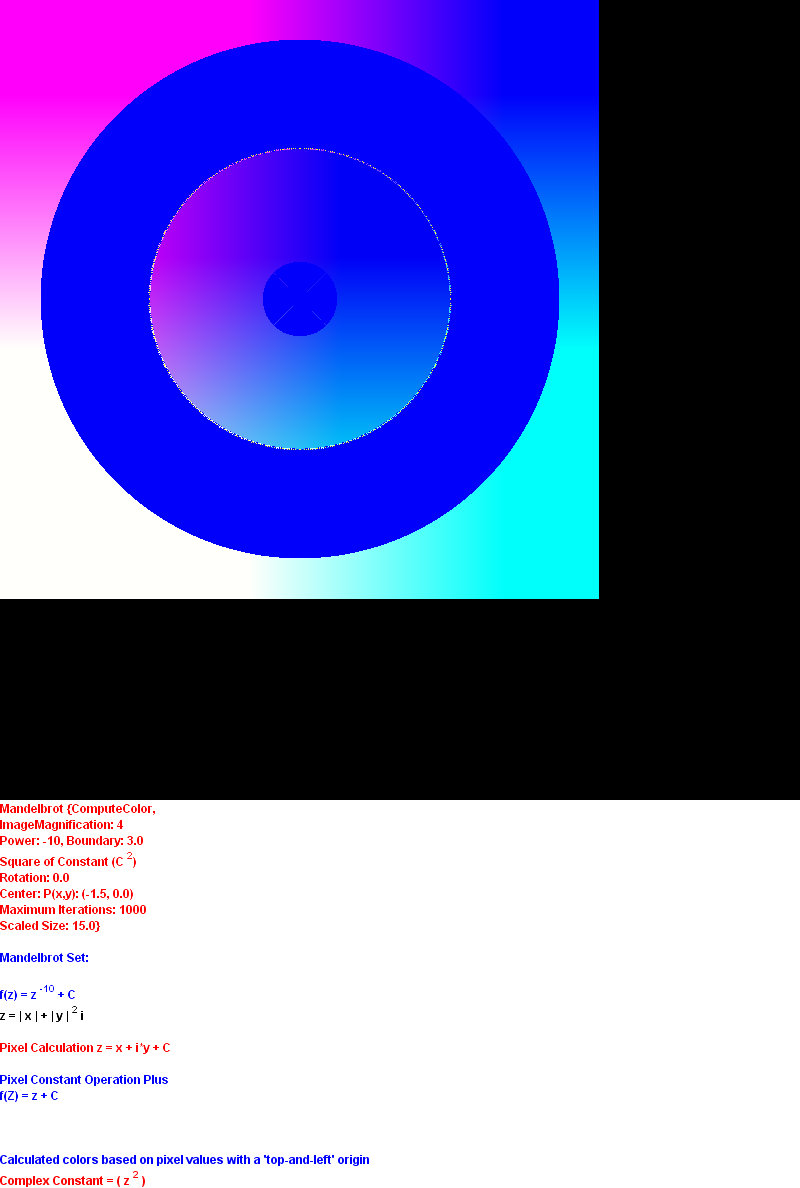 Mandelbrot {ComputeColor,
ImageMagnification: 4
Power: -10, Boundary: 3.0
Square of Constant (C ²)
Rotation: 0.0
Center: P(x,y): (-1.5, 0.0)
Maximum Iterations: 1000
Scaled Size: 15.0}
Mandelbrot Set:
f(z) = z ⁻¹⁰ + C
z = | x | + | y | ² i
Pixel Calculation z = x + i*y + C
Pixel Constant Operation Plus
f(Z) = z + C
Calculated colors based on pixel values with a 'top-and-left' origin
Complex Constant = ( z ² )